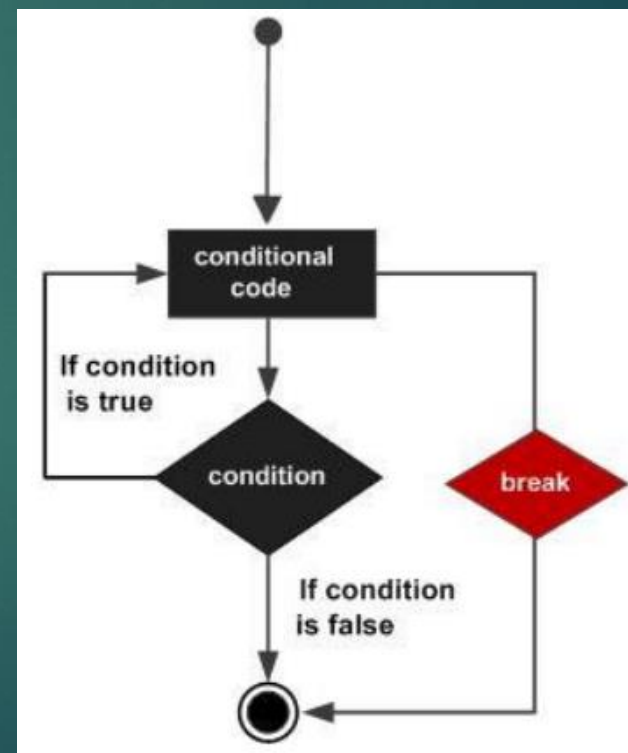 conditional
code
If condition
is true
condition
break
If condition
is false